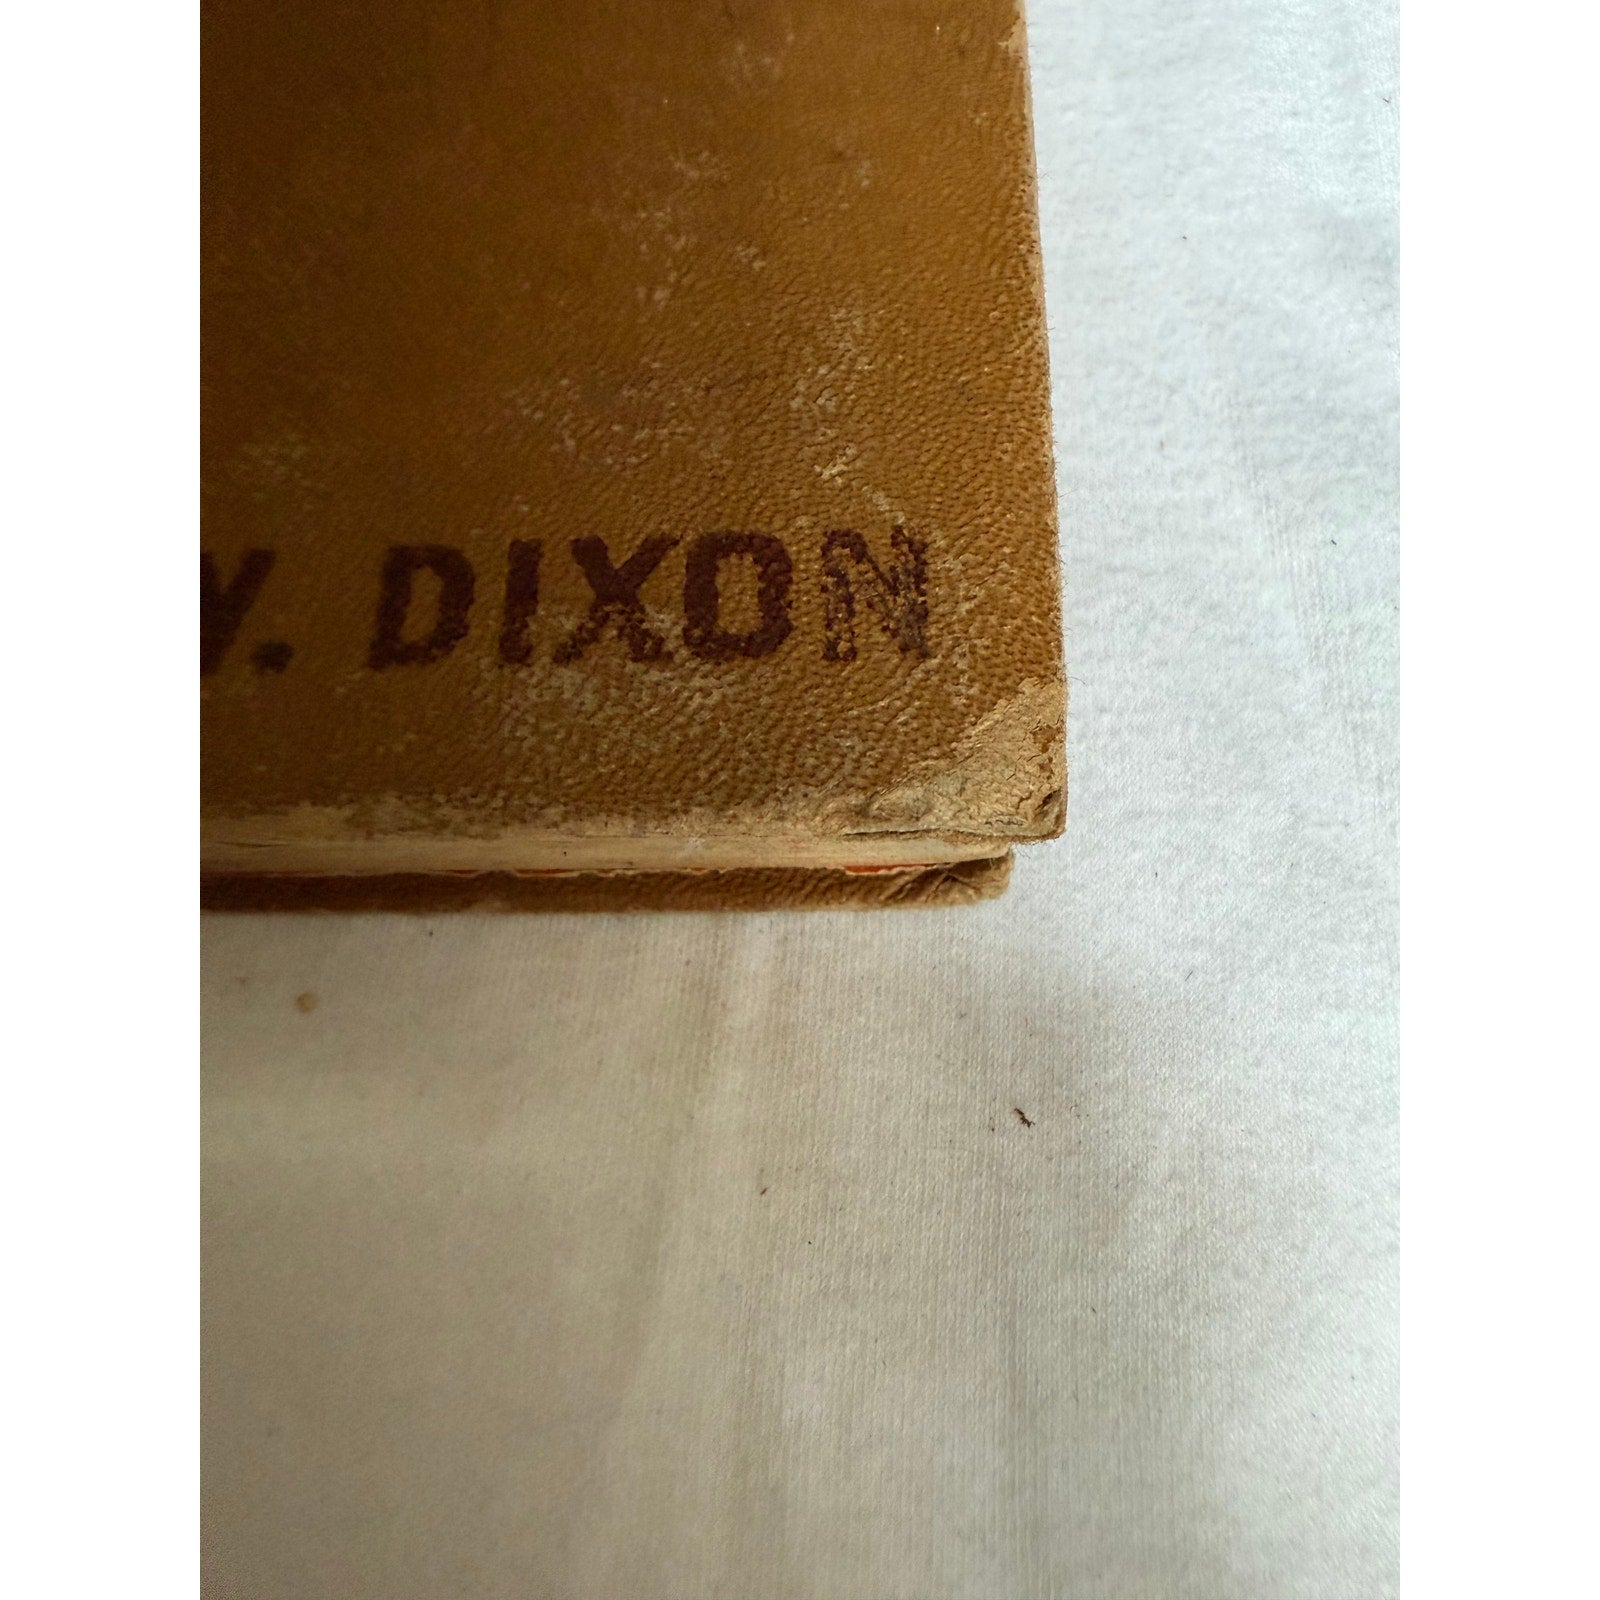 . DIXON